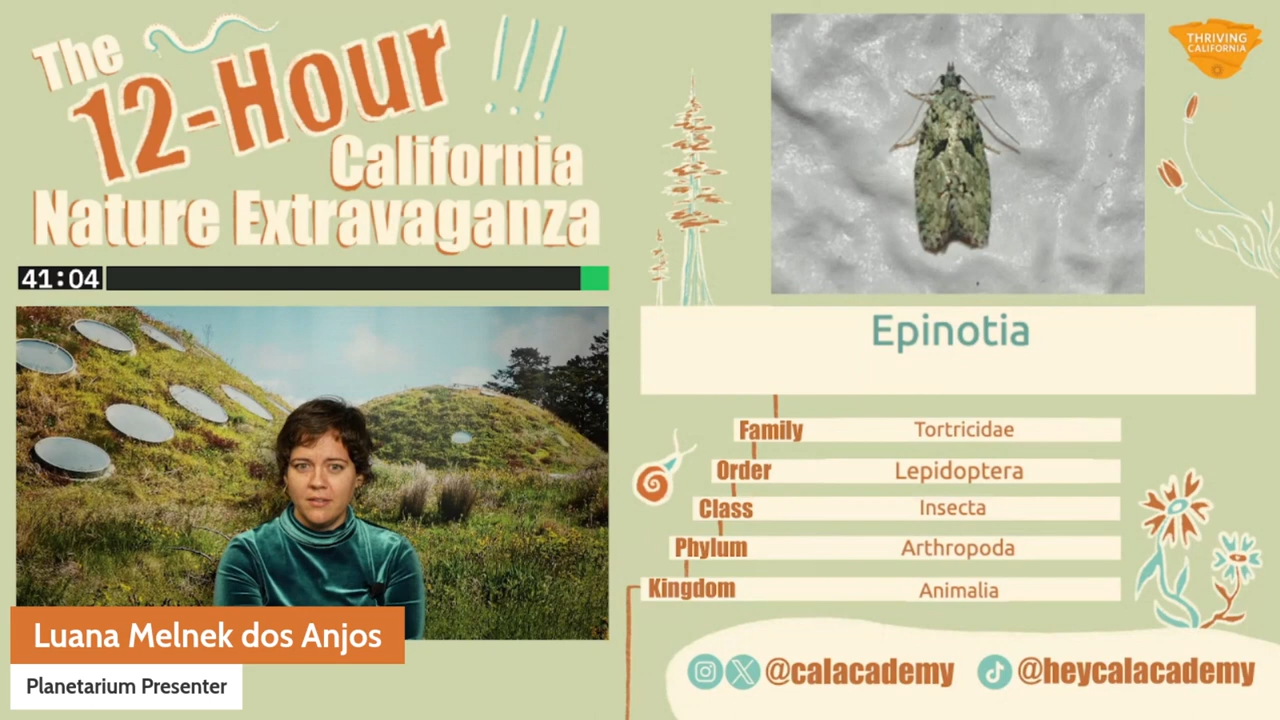 The
12-Hour
California
Nature Extravaganza
!!!
41:04
THRIVING
CALIFORNIA
Epinotia
Family Tortricidae
Order Lepidoptera
Class Insecta
Phylum Arthropoda
Kingdom Animalia
Luana Melnek dos Anjos
Planetarium Presenter
@calacademy @heycalacademy